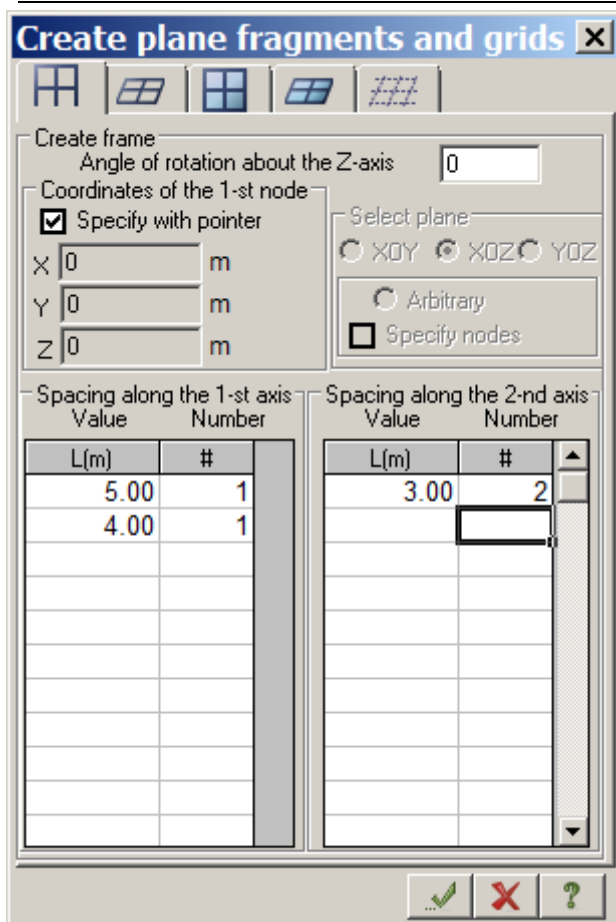 Create plane fragments and grids
Create frame
Angle of rotation about the Z-axis 0
Coordinates of the 1-st node
Specify with pointer
X 0 m
Y 0 m
Z 0 m
Select plane
XOY XOZ YOZ
Arbitrary
Specify nodes
Spacing along the 1-st axis
Value Number
L(m) #
5.00 1
4.00 1
Spacing along the 2-nd axis
Value Number
L(m) #
3.00 2
?